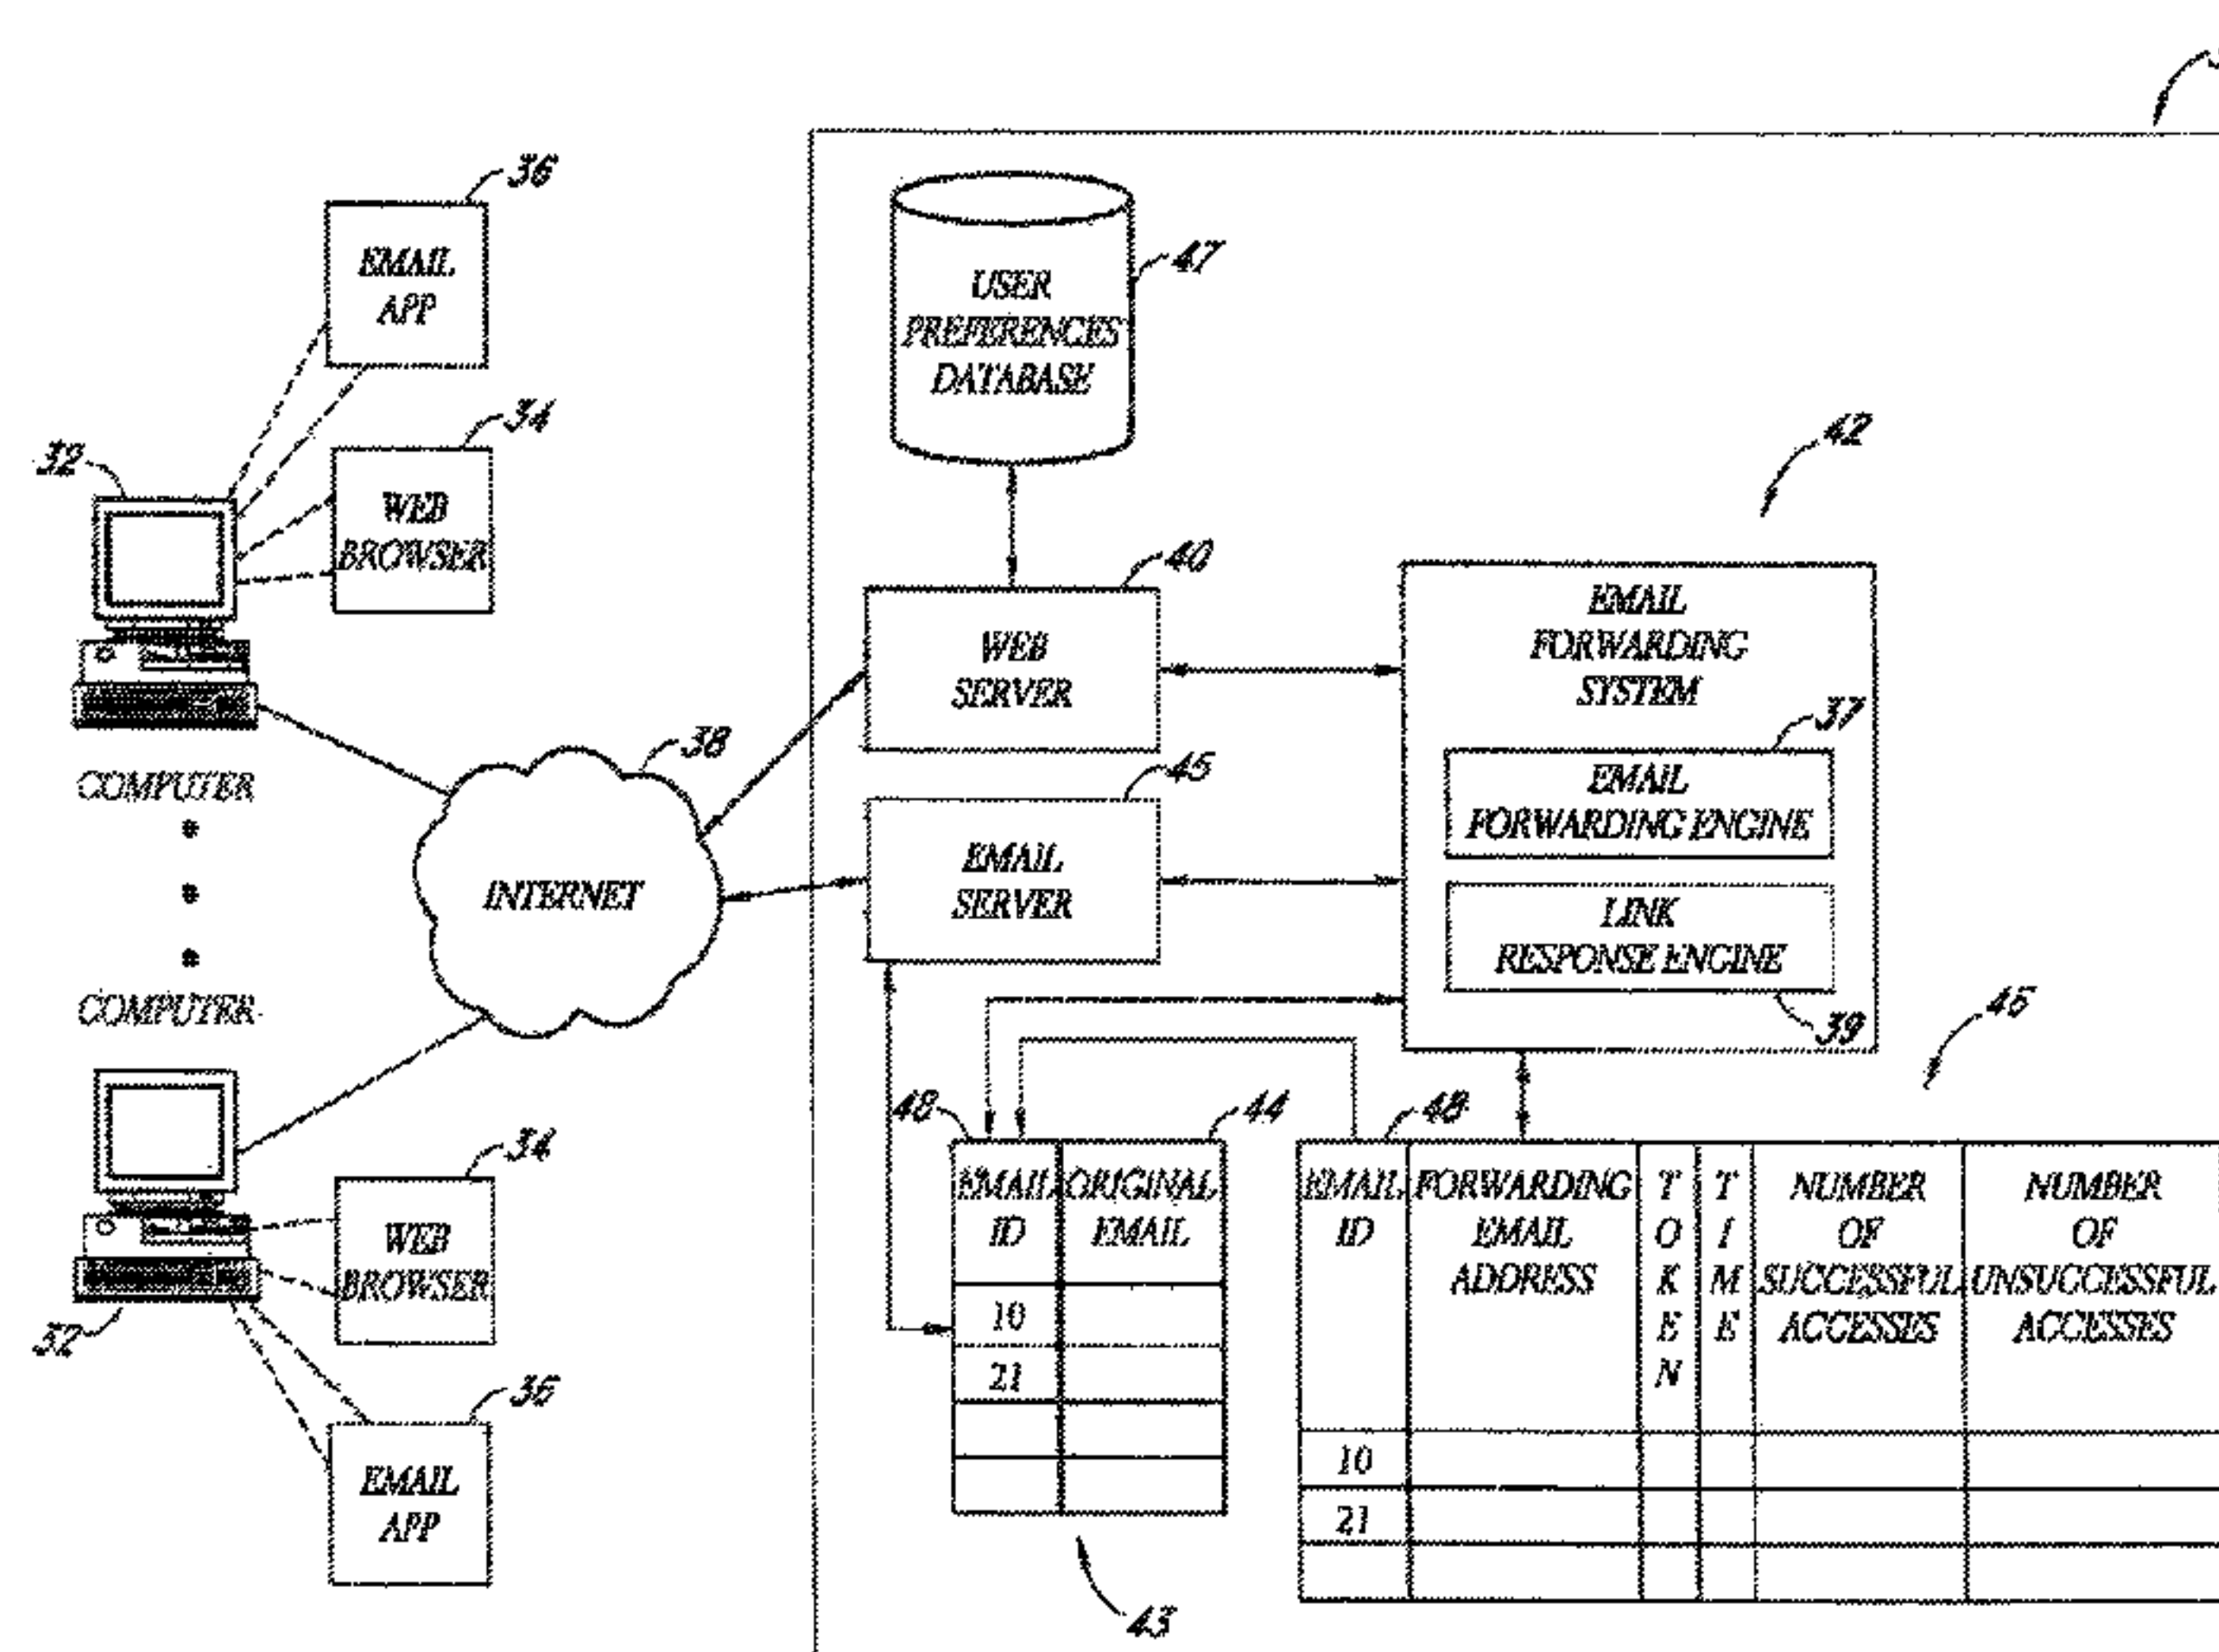 36
EMAIL
APP
34
32
WEB
BROWSER
COMPUTER
COMPUTER
34
WEB
BROWSER
32
36
EMAIL
APP
38
INTERNET
47
USER
PREFERENCES
DATABASE
40
WEB
SERVER
45
EMAIL
SERVER
42
EMAIL
FORWARDING
SYSTEM
37
EMAIL
FORWARDING ENGINE
LINK
RESPONSE ENGINE
39
48
44
EMAIL
ID
ORIGINAL
EMAIL
10
21
43
46
48
EMAIL
ID
FORWARDING
EMAIL
ADDRESS
TOKEN
TIME
NUMBER
OF
SUCCESSFUL
ACCESSES
NUMBER
OF
UNSUCCESSFUL
ACCESSES
10
21